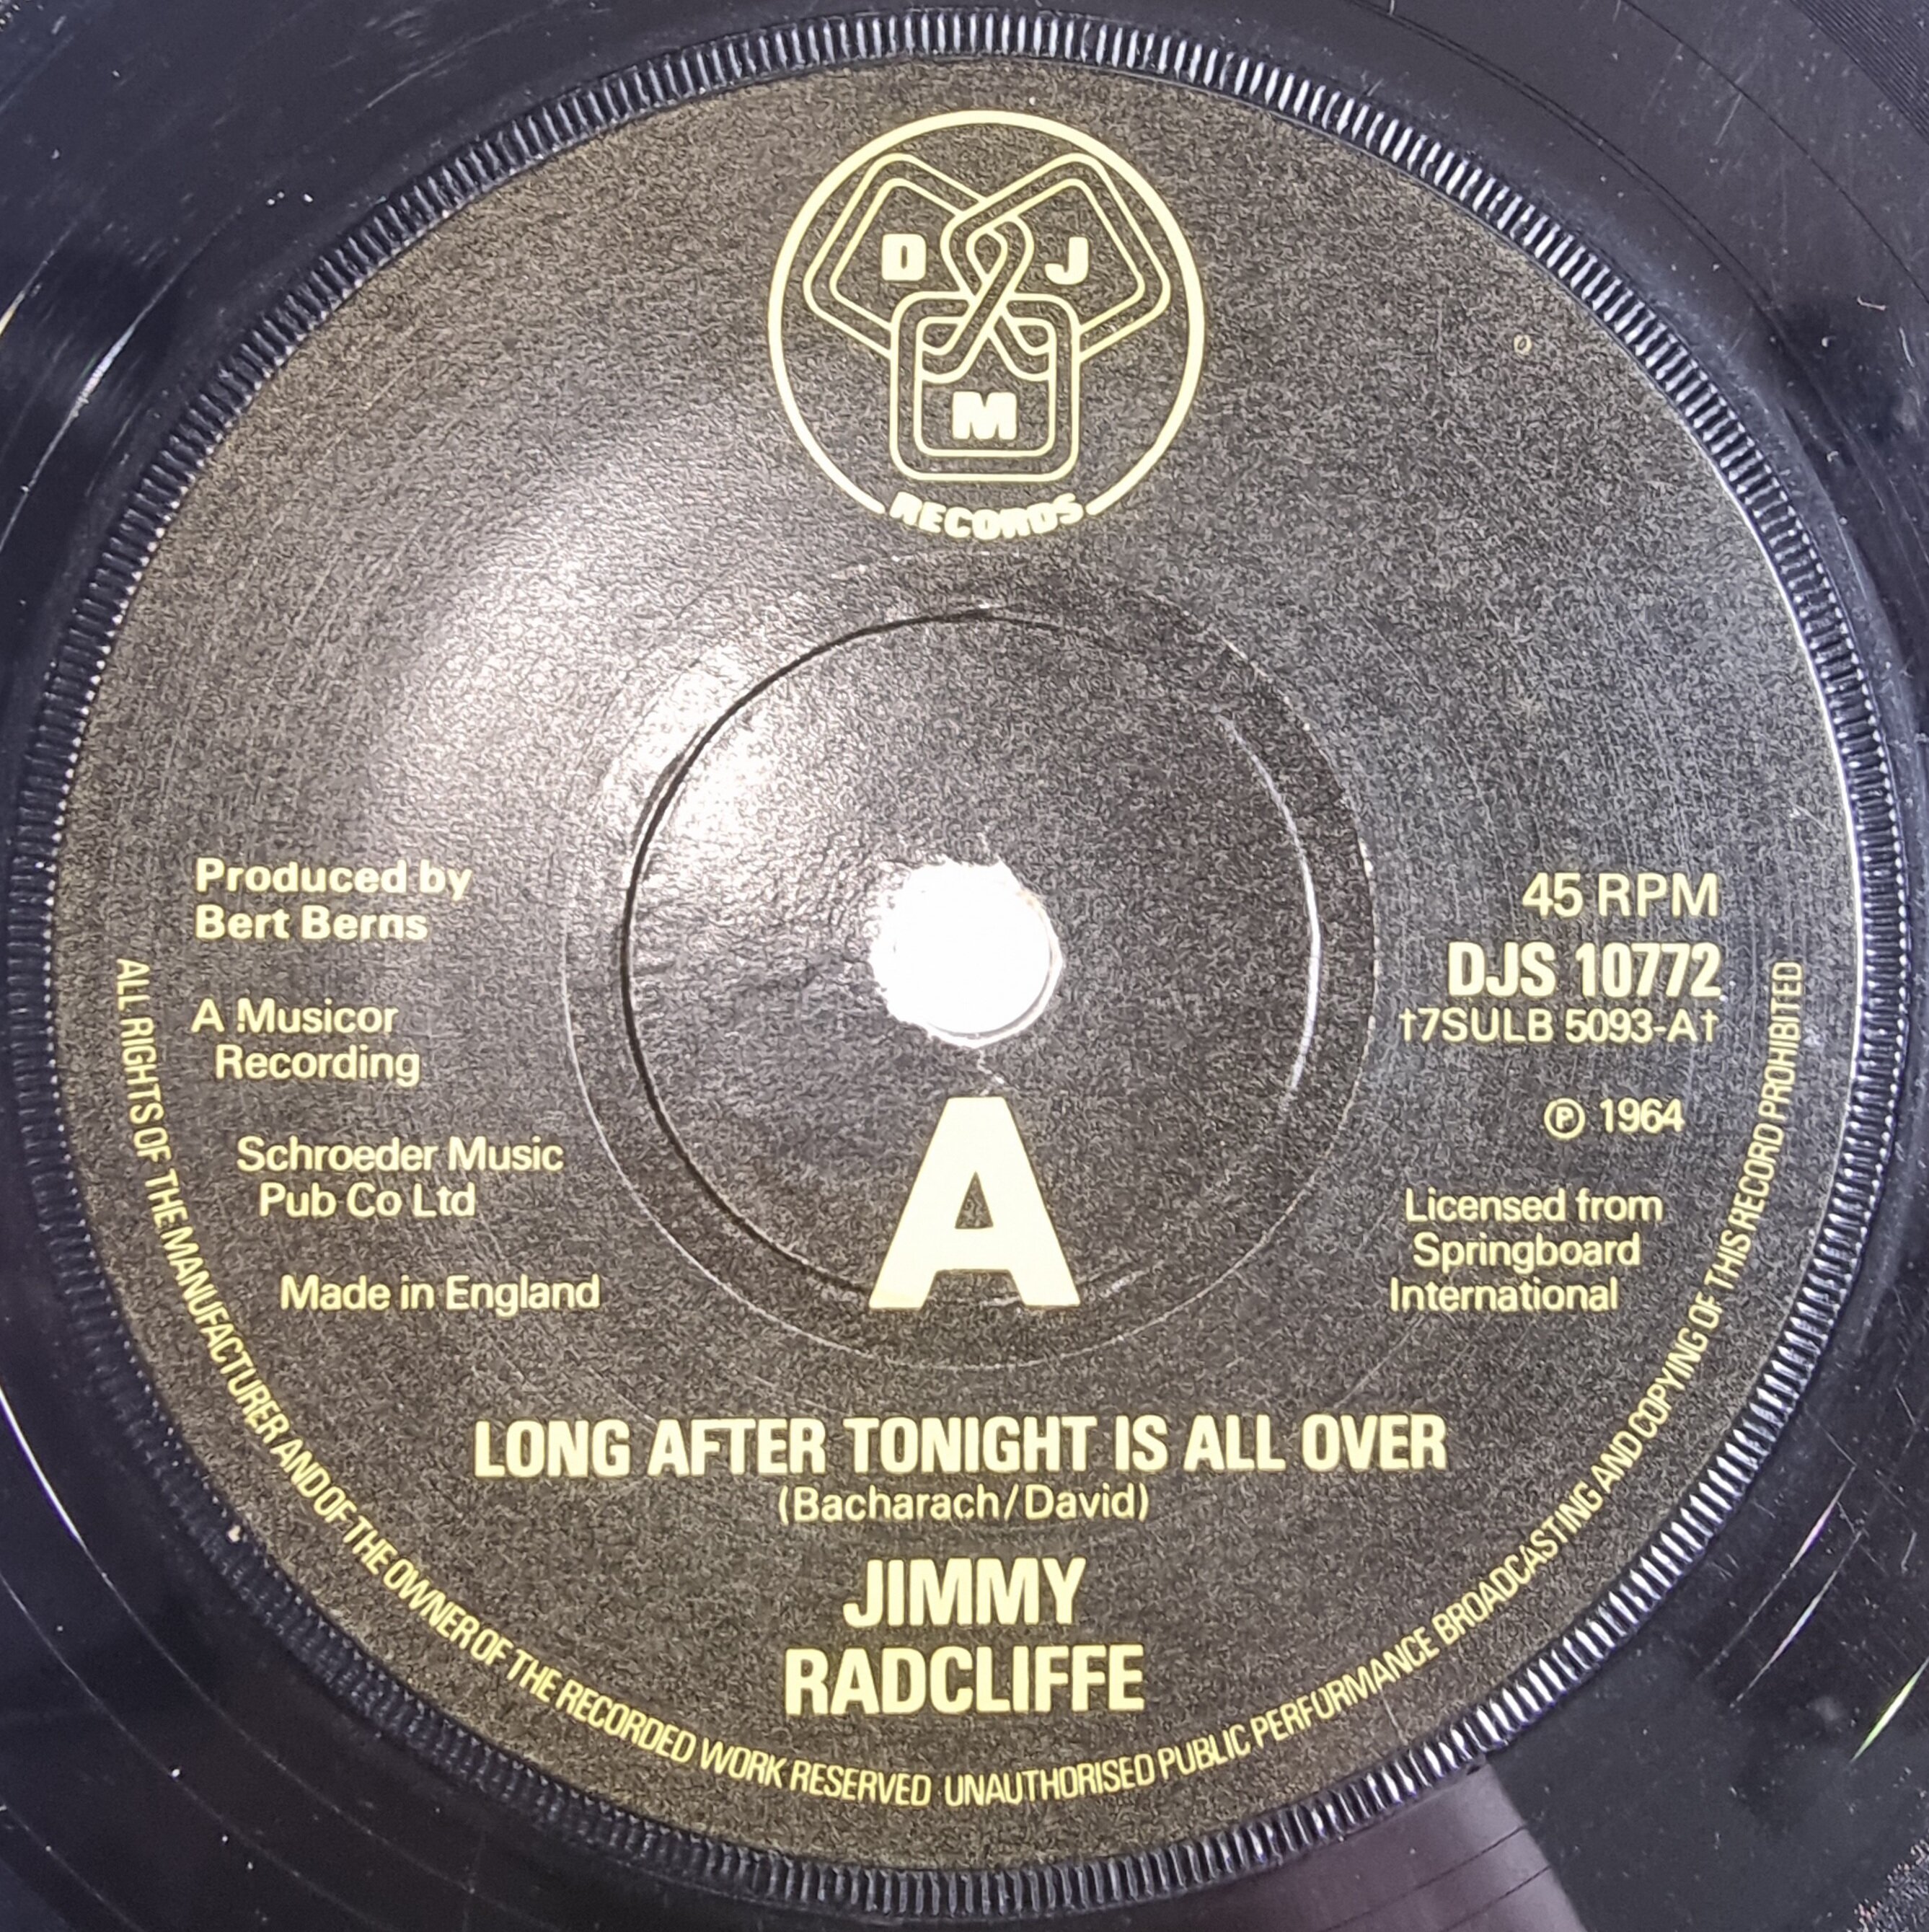 D J
M
RECORDS
Produced by
Bert Berns
A Musicor
Recording
Schroeder Music
Pub Co Ltd
Made in England
45 RPM
DJS 10772
†7SULB 5093-A†
℗ 1964
Licensed from
Springboard
International
A
LONG AFTER TONIGHT IS ALL OVER
(Bacharach/David)
JIMMY
RADCLIFFE
ALL RIGHTS OF THE MANUFACTURER AND OF THE OWNER OF THE RECORDED WORK RESERVED UNAUTHORISED PUBLIC PERFORMANCE BROADCASTING AND COPYING OF THIS RECORD PROHIBITED